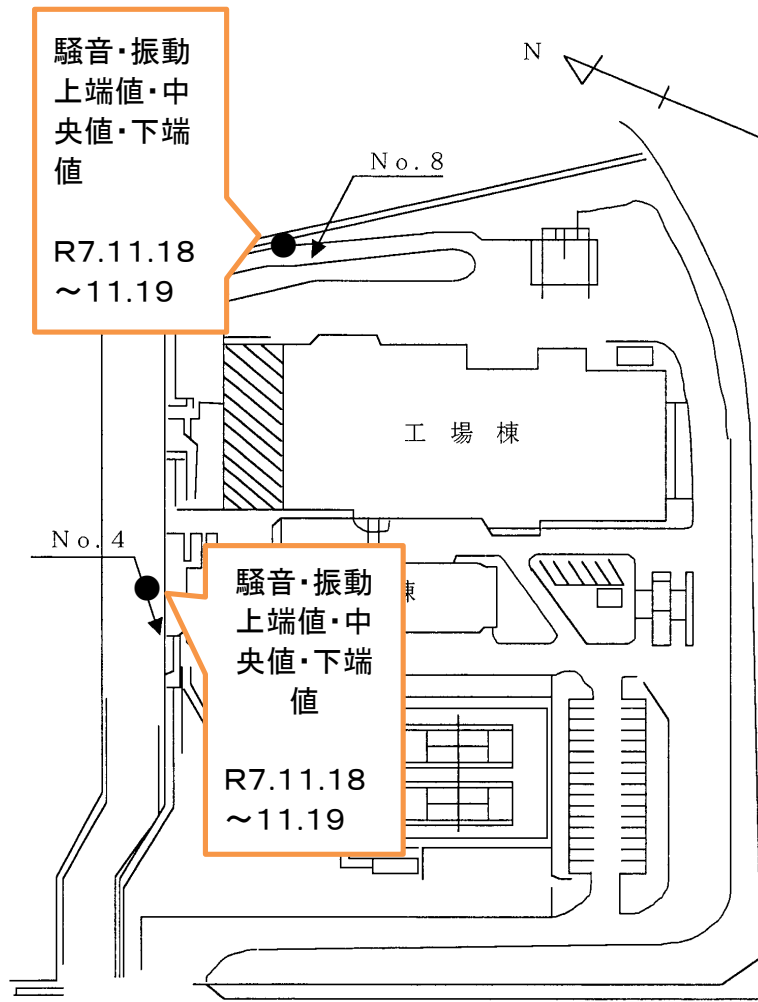 騒音・振動
上端値・中
央値・下端
値
R7.11.18
～11.19
N
No.8
工場棟
No.4
棟
騒音・振動
上端値・中
央値・下端
値
R7.11.18
～11.19